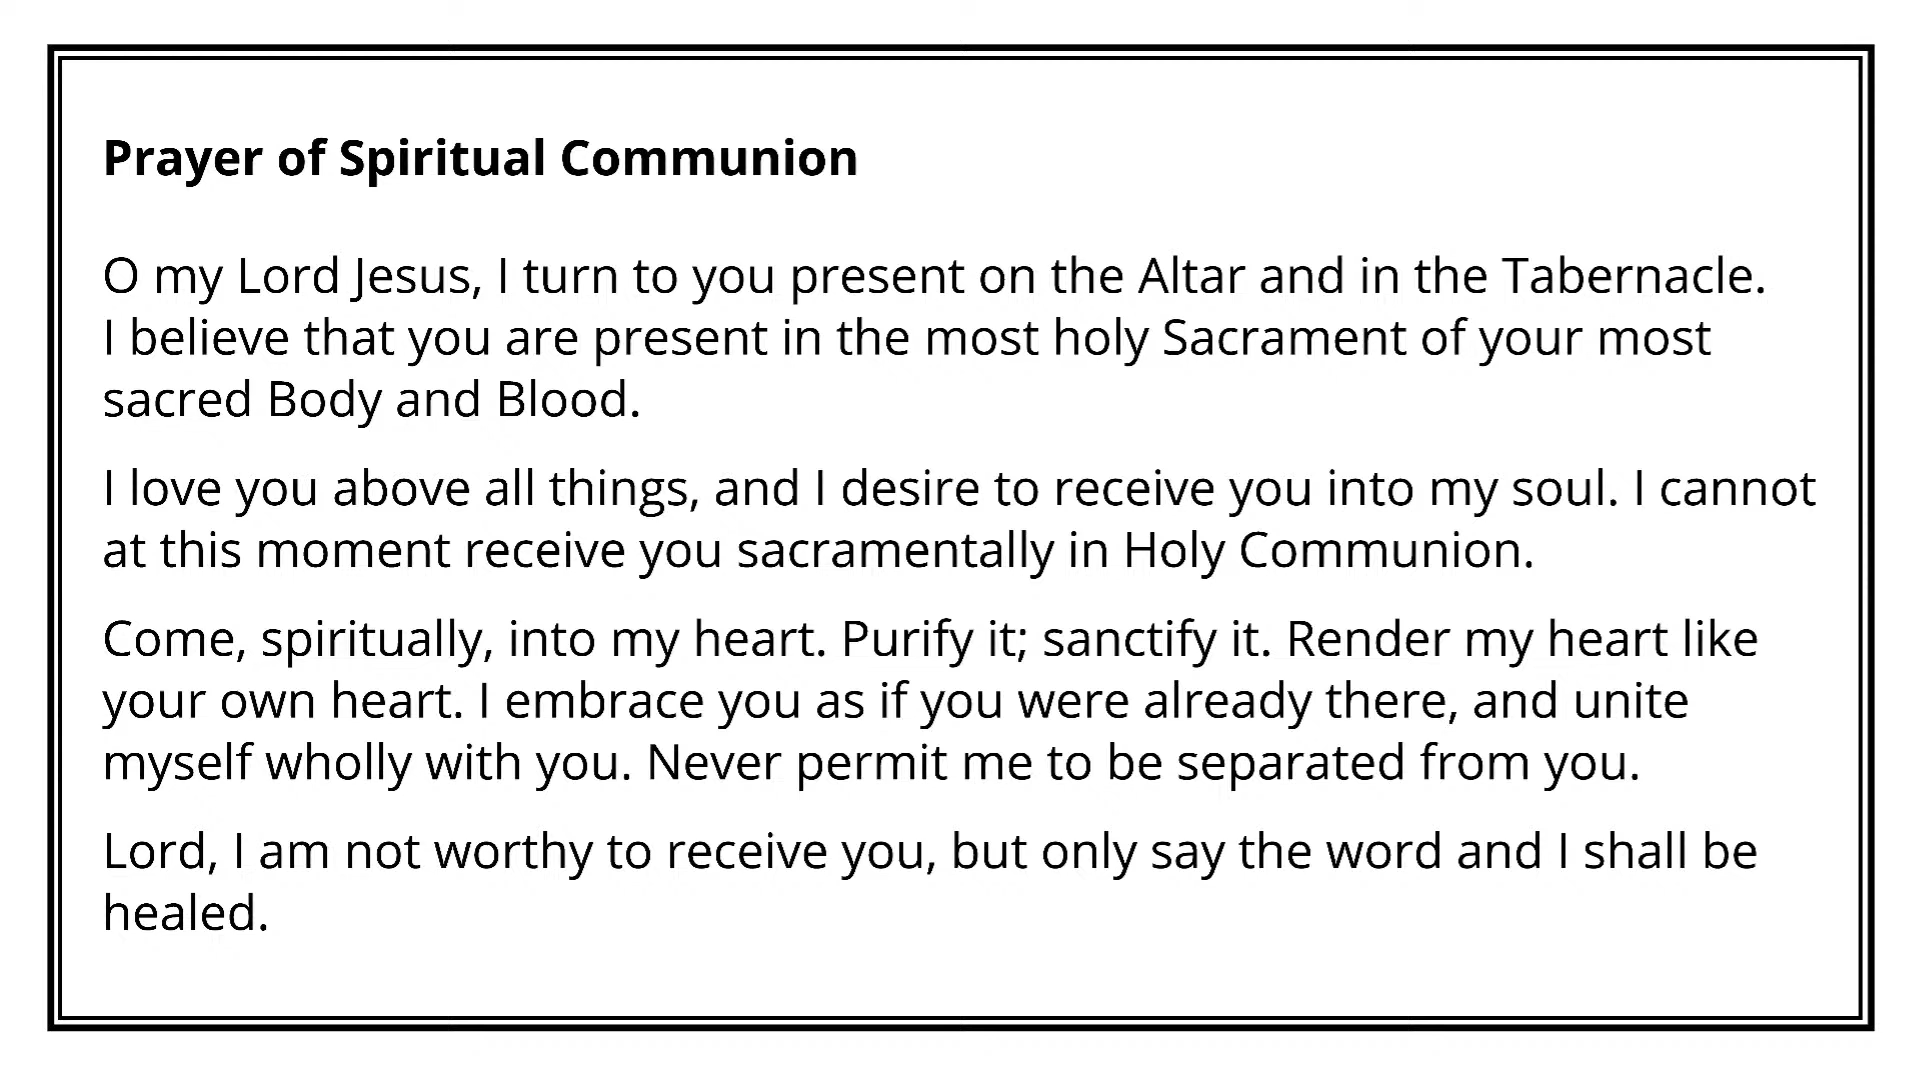 Prayer of Spiritual Communion
O my Lord Jesus, I turn to you present on the Altar and in the Tabernacle.
I believe that you are present in the most holy Sacrament of your most
sacred Body and Blood.
I love you above all things, and I desire to receive you into my soul. I cannot
at this moment receive you sacramentally in Holy Communion.
Come, spiritually, into my heart. Purify it; sanctify it. Render my heart like
your own heart. I embrace you as if you were already there, and unite
myself wholly with you. Never permit me to be separated from you.
Lord, I am not worthy to receive you, but only say the word and I shall be
healed.